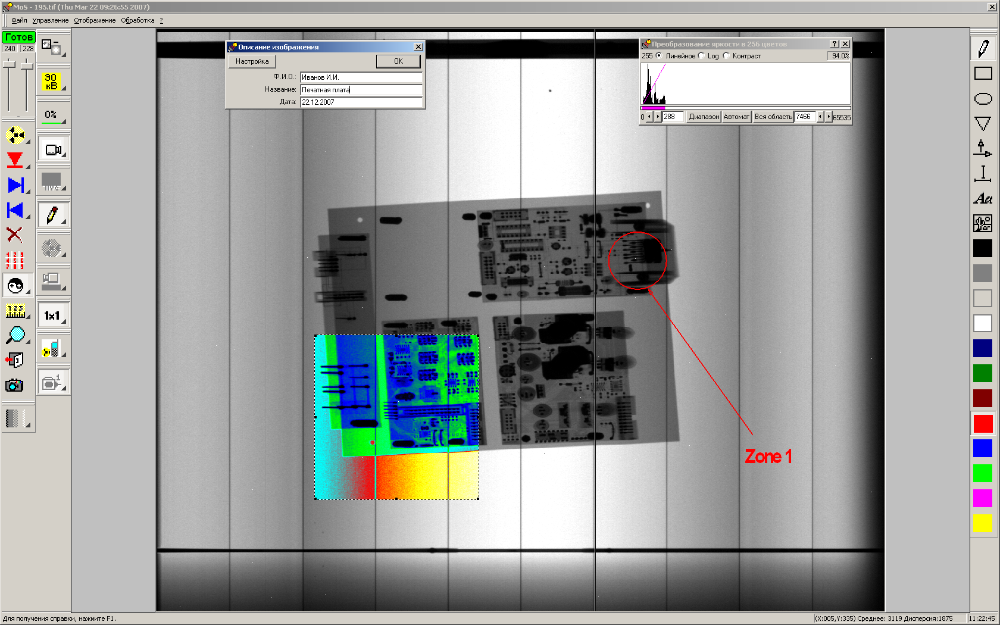 MoS - 195.tif (Thu Mar 22 09:26:55 2007)
Файл Управление Отображение Обработка ?
Готов
240 228
90 кВ
0%
1x1
Описание изображения
Настройка OK
Ф.И.О.: Иванов И.И.
Название: Печатная плата
Дата: 22.12.2007
Преобразование яркости в 256 цветов
255 Линейное Log Контраст 94.0%
0 288 Диапазон Автомат Вся область 7466 65535
Aa
Zone 1
Для получения справки, нажмите F1.
(X:005,Y:335) Среднее: 3119 Дисперсия:1875 11:22:45